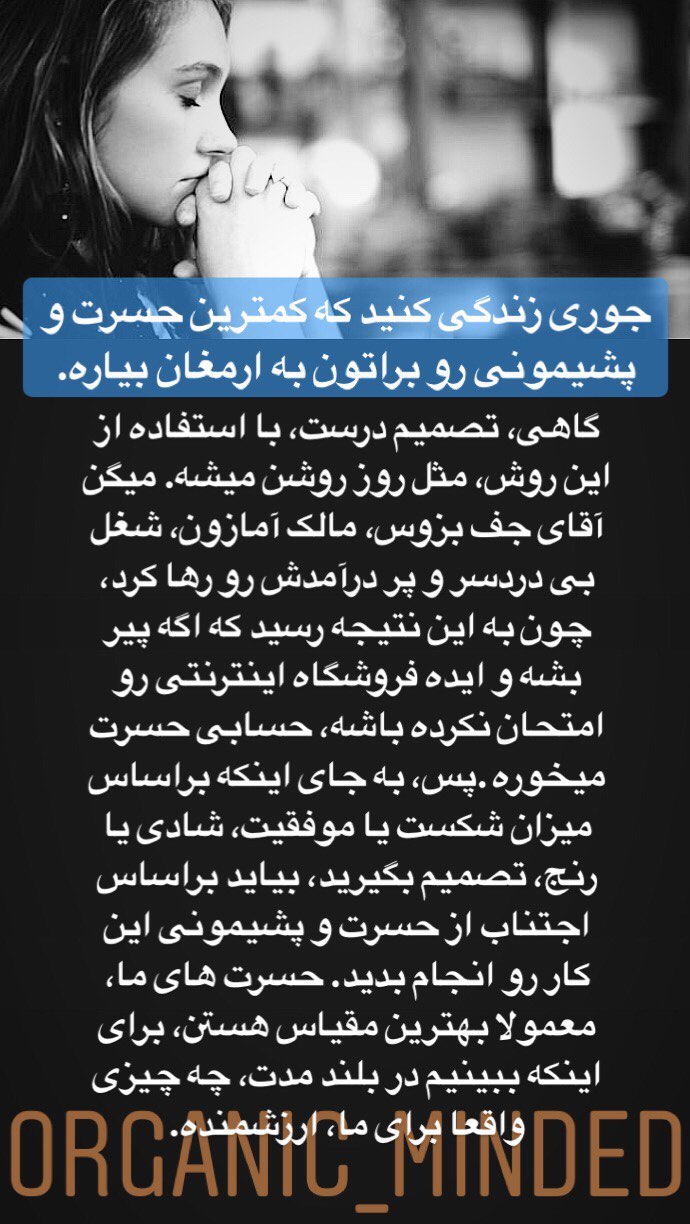 جوری زندگی کنید که کمترین حسرت و
پشیمونی رو براتون به ارمغان بیاره.
گاهی، تصمیم درست، با استفاده از
این روش، مثل روز روشن میشه. میگن
آقای جف بزوس، مالک آمازون، شغل
بی دردسر و پر درآمدش رو رها کرد،
چون به این نتیجه رسید که اگه پیر
بشه و ایده فروشگاه اینترنتی رو
امتحان نکرده باشه، حسابی حسرت
میخوره .پس، به جای اینکه براساس
میزان شکست یا موفقیت، شادی یا
رنج، تصمیم بگیرید، بیاید براساس
اجتناب از حسرت و پشیمونی این
کار رو انجام بدید. حسرت های ما،
معمولا بهترین مقیاس هستن، برای
اینکه ببینیم در بلند مدت، چه چیزی
واقعا برای ما، ارزشمنده.
ORGANIC_MINDED